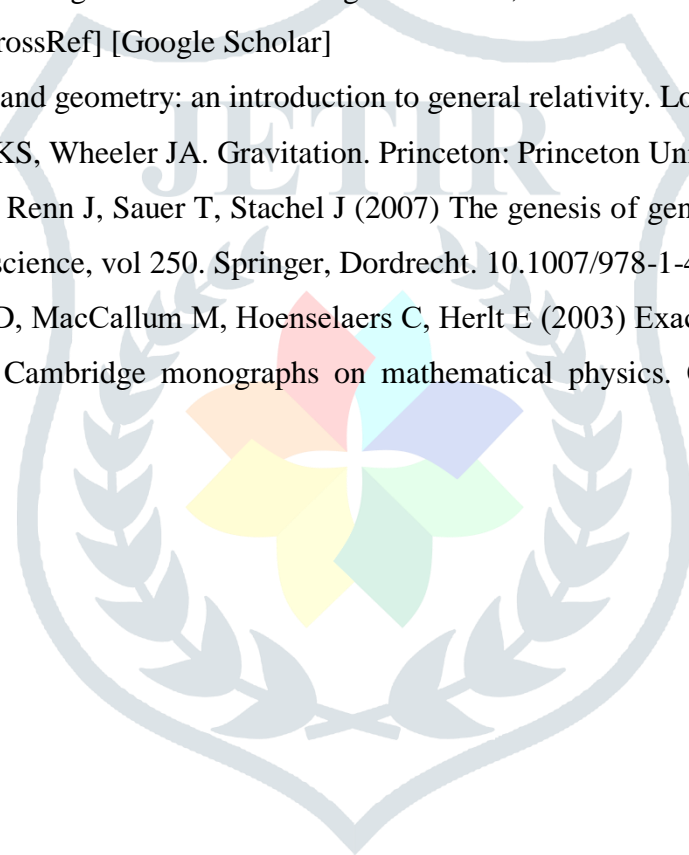 rossRef] [Google Scholar]
and geometry: an introduction to general relativity. Lo
JETIR
KS, Wheeler JA. Gravitation. Princeton: Princeton Uni
Renn J, Sauer T, Stachel J (2007) The genesis of gen
science, vol 250. Springer, Dordrecht. 10.1007/978-1-4
D, MacCallum M, Hoenselaers C, Herlt E (2003) Exac
Cambridge monographs on mathematical physics. C